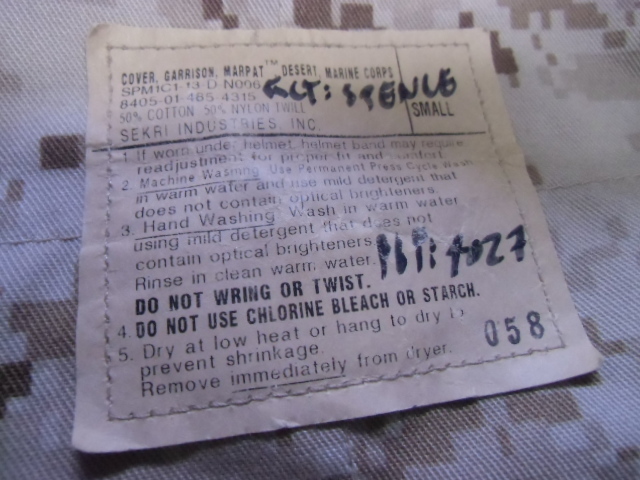 COVER, GARRISON, MARPAT™ DESERT, MARINE CORPS
SPM1C1-13-D-N006
8405-01-485-4315
50% COTTON 50% NYLON TWILL
SEKRI INDUSTRIES, INC.
SMALL
1. If worn under helmet, helmet band may require
readjustment for proper fit and comfort.
2. Machine Washing: Use Permanent Press Cycle Wash
in warm water and use mild detergent that
does not contain optical brighteners.
3. Hand Washing: Wash in warm water
using mild detergent that does not
contain optical brighteners.
Rinse in clean warm water.
4027
DO NOT WRING OR TWIST.
4. DO NOT USE CHLORINE BLEACH OR STARCH.
5. Dry at low heat or hang to dry to
prevent shrinkage.
Remove immediately from dryer.
058